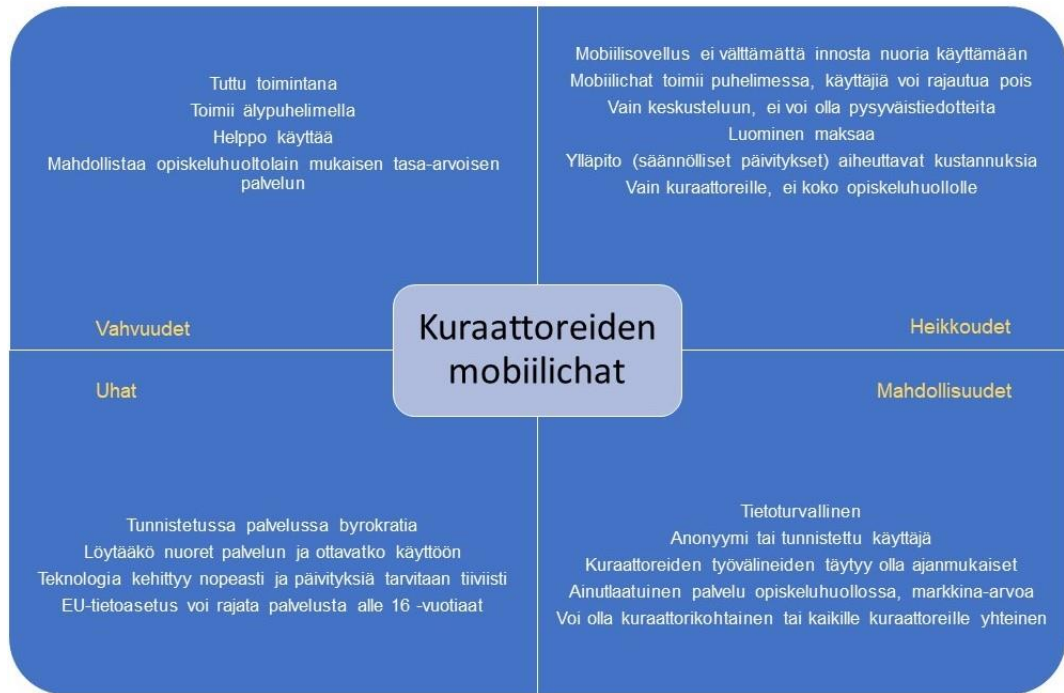 Tuttu toimintana
Toimii älypuhelimella
Helppo käyttää
Mahdollistaa opiskeluhuoltolain mukaisen tasa-arvoisen
palvelun
Vahvuudet
Mobiilisovellus ei välttämättä innosta nuoria käyttämään
Mobiilichat toimii puhelimessa, käyttäjiä voi rajautua pois
Vain keskusteluun, ei voi olla pysyväistiedotteita
Luominen maksaa
Ylläpito (säännölliset päivitykset) aiheuttavat kustannuksia
Vain kuraattoreille, ei koko opiskeluhuollolle
Heikkoudet
Kuraattoreiden
mobiilichat
Uhat
Tunnistetussa palvelussa byrokratia
Löytääkö nuoret palvelun ja ottavatko käyttöön
Teknologia kehittyy nopeasti ja päivityksiä tarvitaan tiiviisti
EU-tietoasetus voi rajata palvelusta alle 16 -vuotiaat
Mahdollisuudet
Tietoturvallinen
Anonyymi tai tunnistettu käyttäjä
Kuraattoreiden työvälineiden täytyy olla ajanmukaiset
Ainutlaatuinen palvelu opiskeluhuollossa, markkina-arvoa
Voi olla kuraattorikohtainen tai kaikille kuraattoreille yhteinen